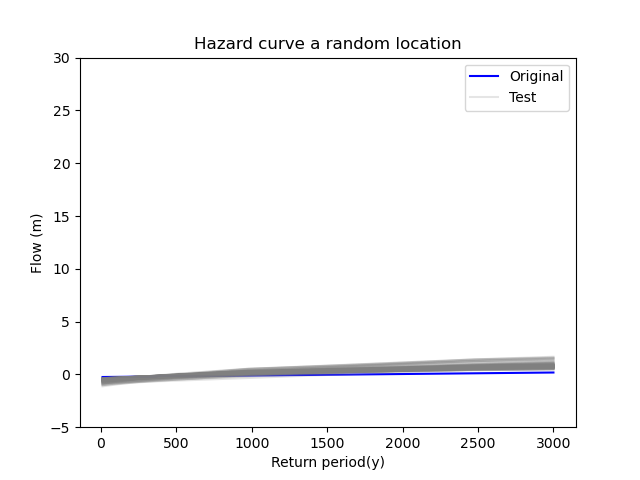 Hazard curve a random location
Original
Test
Flow (m)
30
25
20
15
10
5
0
−5
0 500 1000 1500 2000 2500 3000
Return period(y)